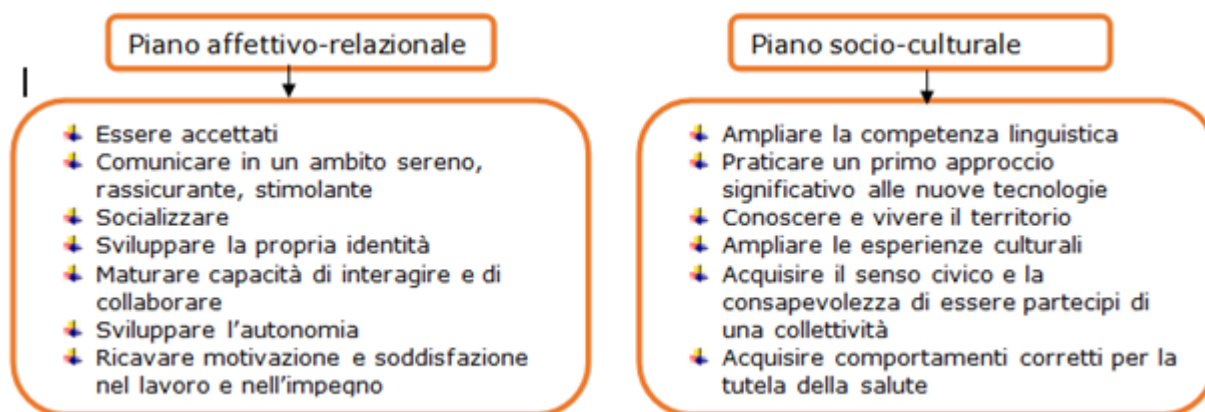 Piano affettivo-relazionale
Essere accettati
Comunicare in un ambito sereno,
rassicurante, stimolante
Socializzare
Sviluppare la propria identità
Maturare capacità di interagire e di
collaborare
Sviluppare l'autonomia
Ricavare motivazione e soddisfazione
nel lavoro e nell'impegno
Piano socio-culturale
Ampliare la competenza linguistica
Praticare un primo approccio
significativo alle nuove tecnologie
Conoscere e vivere il territorio
Ampliare le esperienze culturali
Acquisire il senso civico e la
consapevolezza di essere partecipi di
una collettività
Acquisire comportamenti corretti per la
tutela della salute